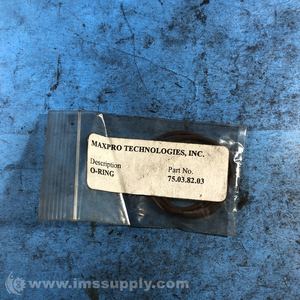 MAXPRO TECHNOLOGIES, INC.
Description Part No.
O-RING 75.03.82.03
© www.imssupply.com